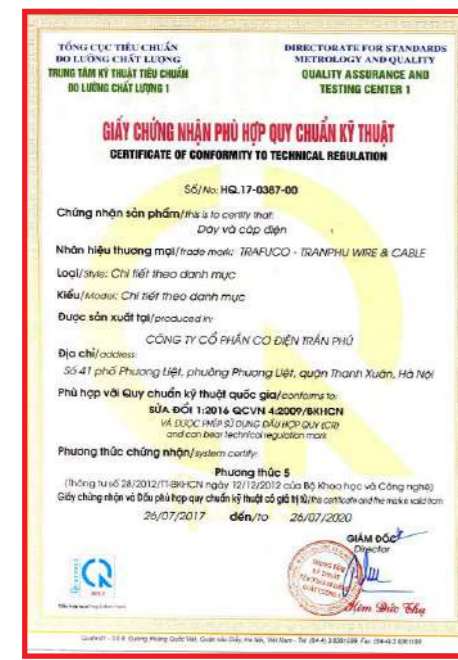 TỔNG CỤC TIÊU CHUẨN
ĐO LƯỜNG CHẤT LƯỢNG
TRUNG TÂM KỸ THUẬT TIÊU CHUẨN
ĐO LƯỜNG CHẤT LƯỢNG 1
DIRECTORATE FOR STANDARDS
METROLOGY AND QUALITY
QUALITY ASSURANCE AND
TESTING CENTER 1
GIẤY CHỨNG NHẬN PHÙ HỢP QUY CHUẨN KỸ THUẬT
CERTIFICATE OF CONFORMITY TO TECHNICAL REGULATION
Số/No: HQ.17-0387-00
Chứng nhận sản phẩm/this is to certify that:
Dây và cáp điện
Nhãn hiệu thương mại/trade mark: TRAFUCO - TRANPHU WIRE & CABLE
Loại/Style: Chi tiết theo danh mục
Kiểu/Model: Chi tiết theo danh mục
Được sản xuất tại/produced in:
CÔNG TY CỔ PHẦN CƠ ĐIỆN TRẦN PHÚ
Địa chỉ/address:
Số 41 phố Phương Liệt, phường Phương Liệt, quận Thanh Xuân, Hà Nội
Phù hợp với Quy chuẩn kỹ thuật quốc gia/conforms to:
SỬA ĐỔI 1:2016 QCVN 4:2009/BKHCN
VÀ ĐƯỢC PHÉP SỬ DỤNG DẤU HỢP QUY (CR)
and can bear technical regulation mark
Phương thức chứng nhận/system certify:
Phương thức 5
(Thông tư số 28/2012/TT-BKHCN ngày 12/12/2012 của Bộ Khoa học và Công nghệ)
Giấy chứng nhận và Dấu phù hợp quy chuẩn kỹ thuật có giá trị từ/this certificate and the mark is valid from
26/07/2017 đến/to 26/07/2020
GIÁM ĐỐC
Director